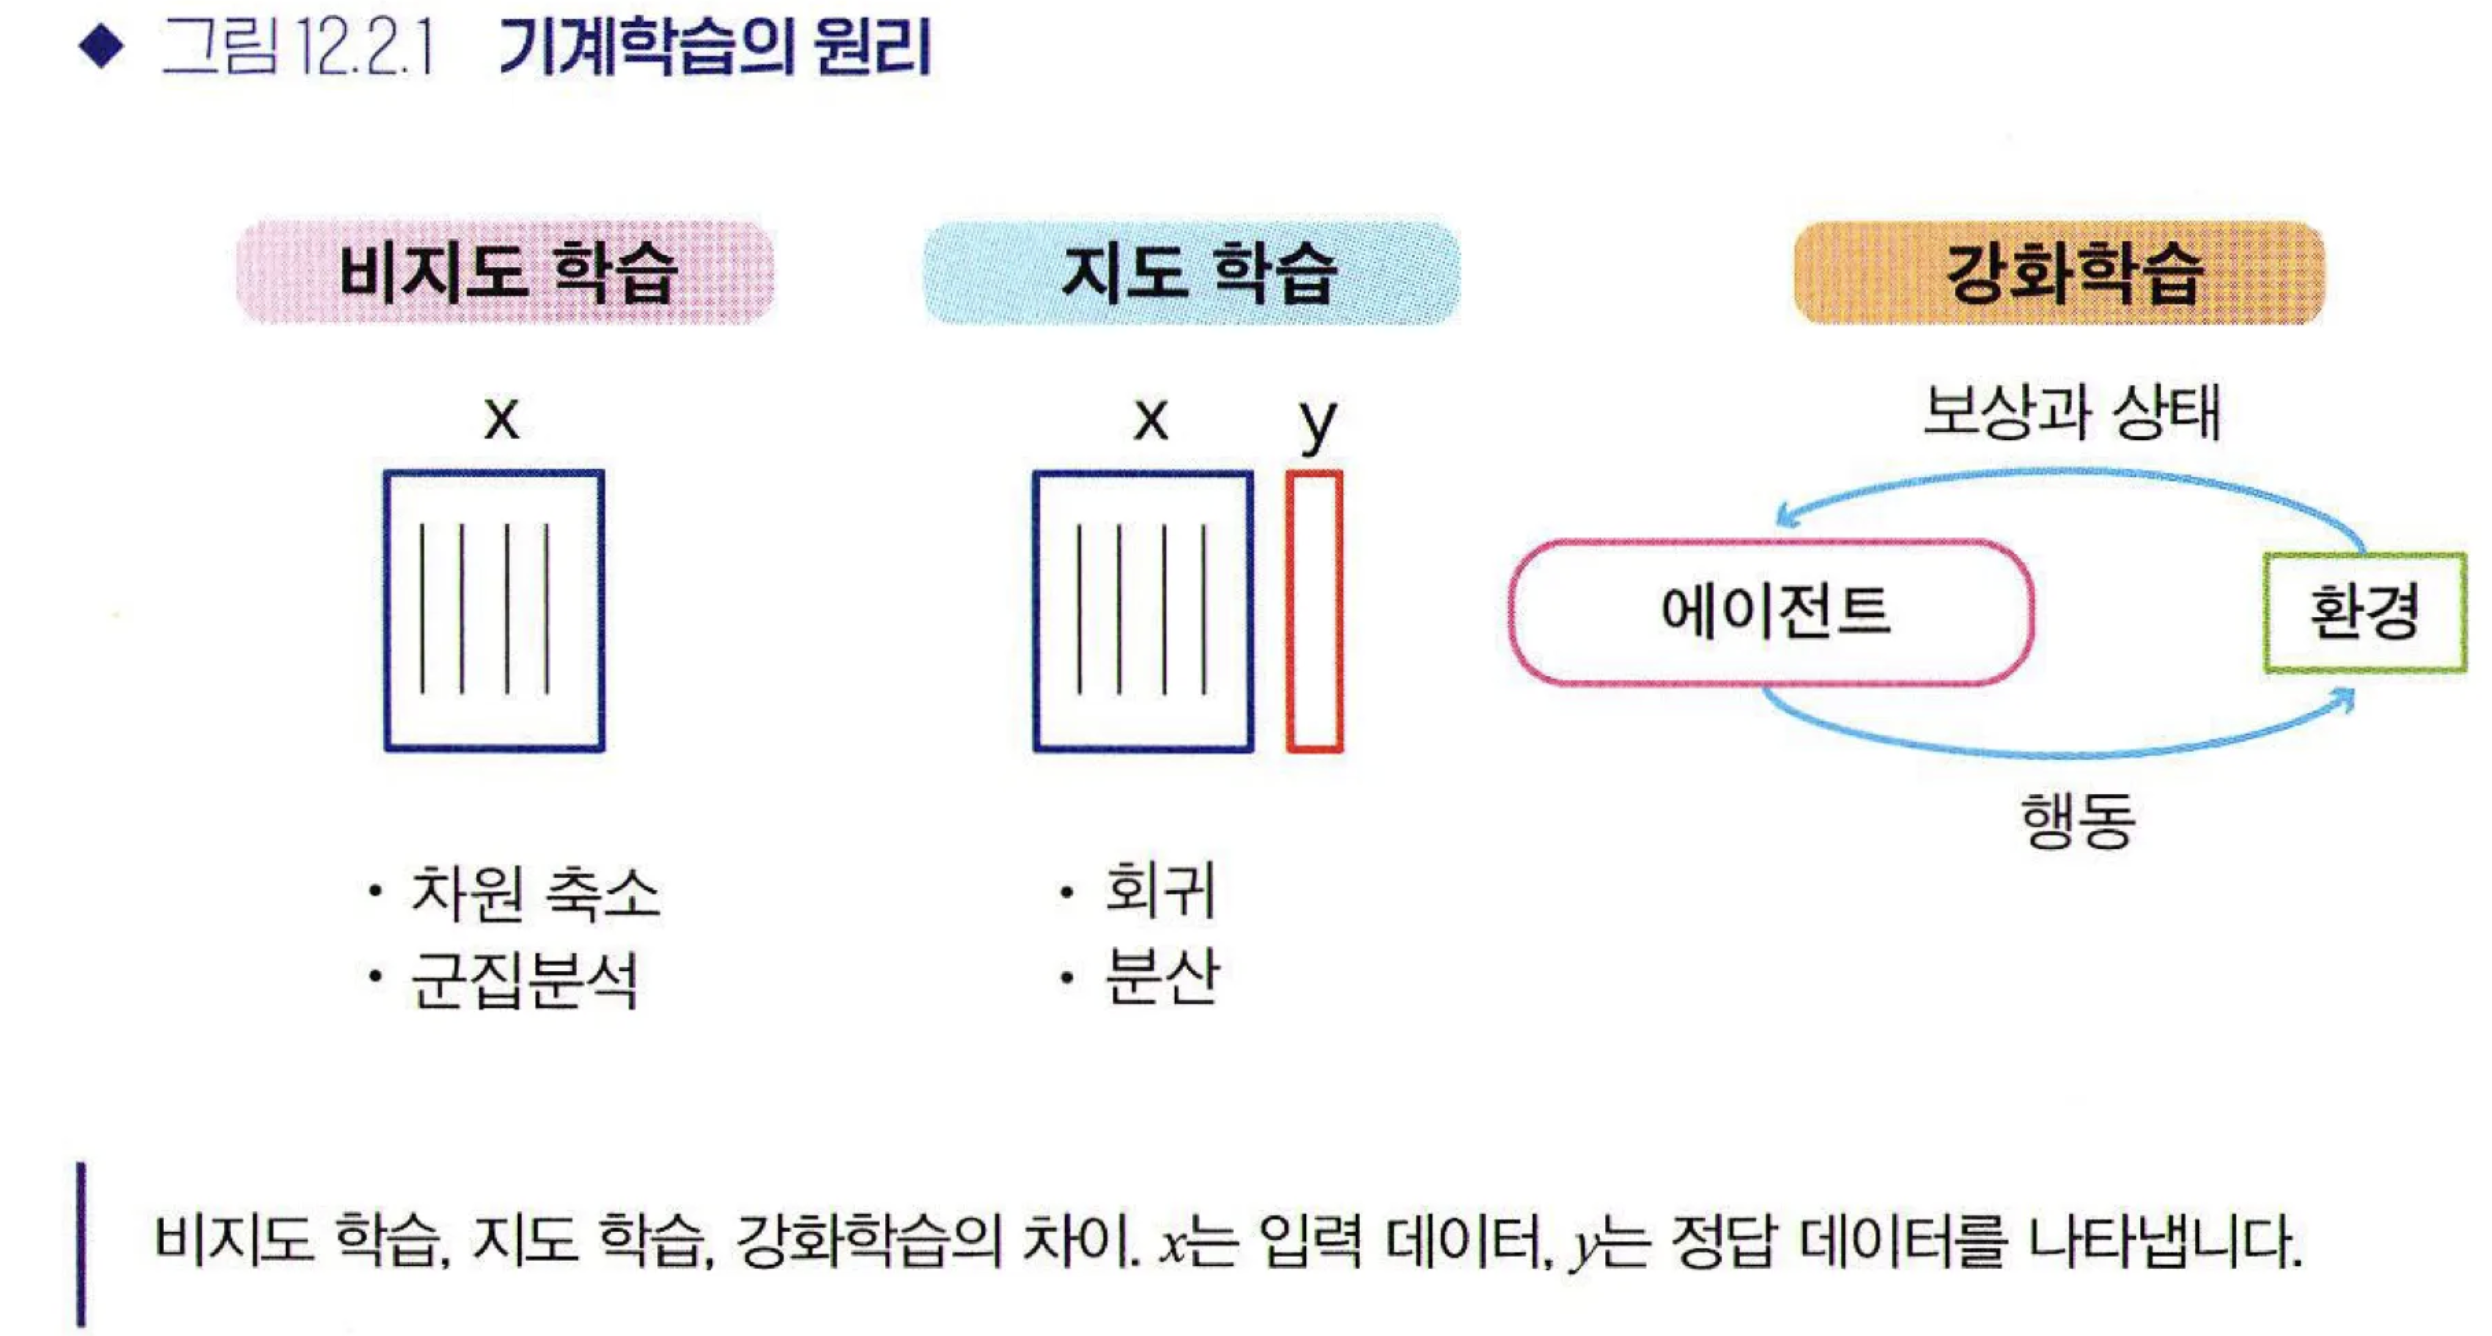 ◆ 그림 12.2.1 기계학습의 원리
비지도 학습
x
• 차원 축소
• 군집분석
지도 학습
x y
• 회귀
• 분산
강화학습
보상과 상태
에이전트
환경
행동
비지도 학습, 지도 학습, 강화학습의 차이. x는 입력 데이터, y는 정답 데이터를 나타냅니다.